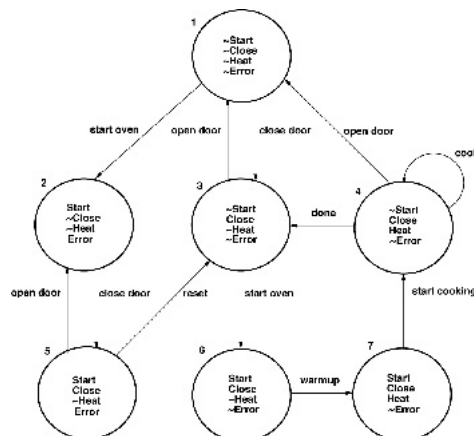 1
~Start
~Close
~Heat
~Error
start oven
open door
close door
open door
cook
2
Start
~Close
~Heat
Error
3
~Start
Close
~Heat
~Error
done
4
~Start
Close
Heat
~Error
open door
close door
reset
start oven
start cooking
5
Start
Close
~Heat
Error
6
Start
Close
~Heat
~Error
warmup
7
Start
Close
Heat
~Error